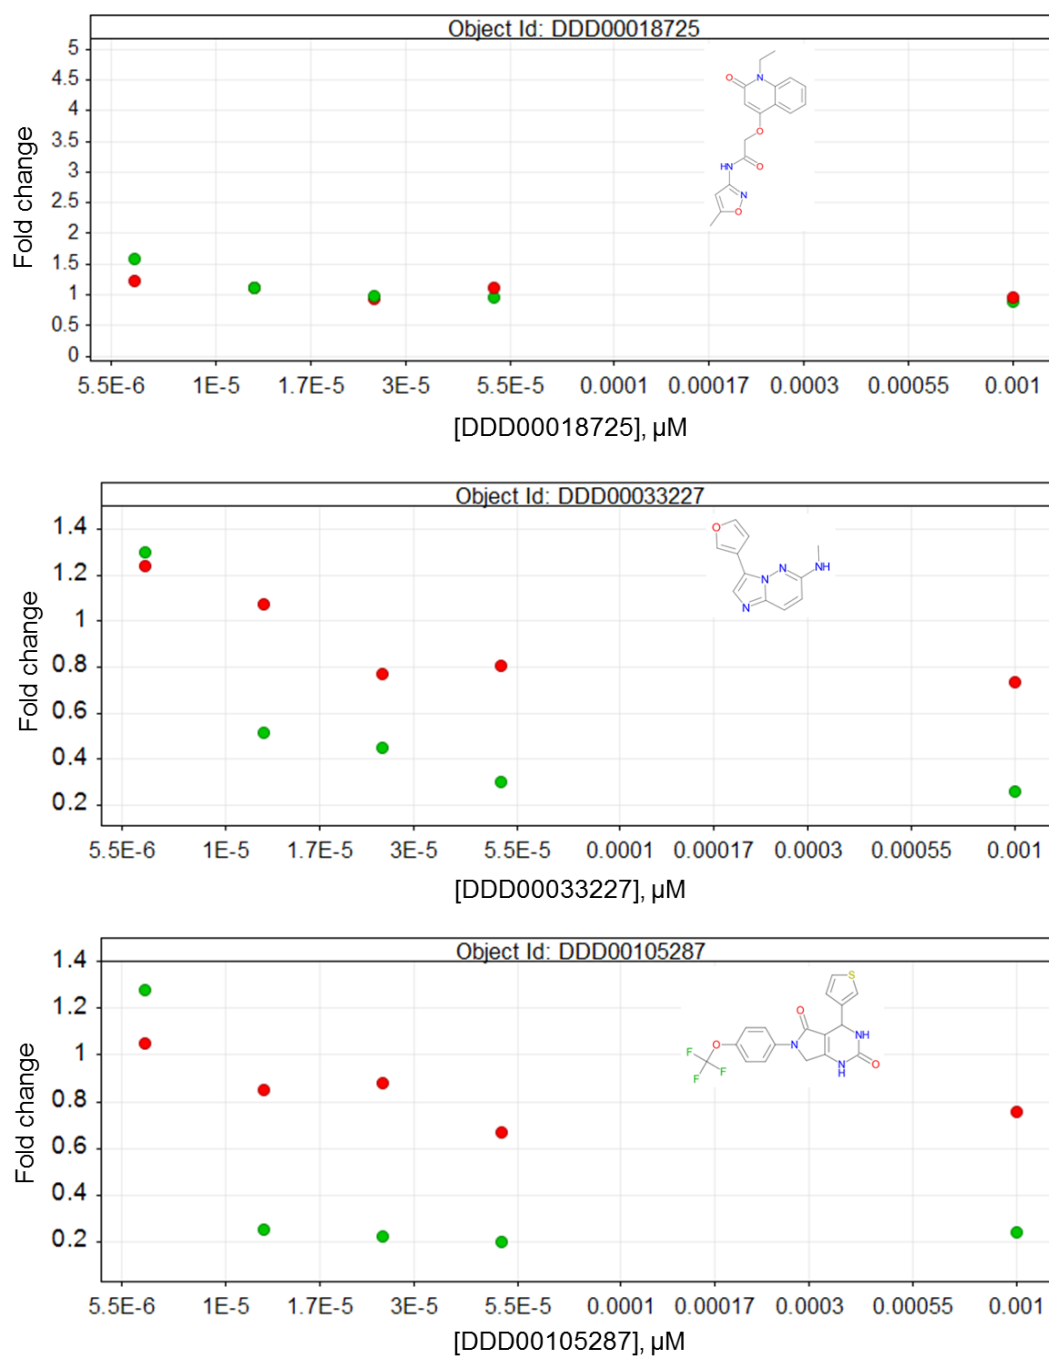 Object Id: DDD00018725
5
4.5
4
3.5
3
2.5
2
1.5
1
0.5
0
Fold change
O
N
O
HN
O
N
O
5.5E-6 1E-5 1.7E-5 3E-5 5.5E-5 0.0001 0.00017 0.0003 0.00055 0.001
[DDD00018725], µM
Object Id: DDD00033227
1.4
1.2
1
0.8
0.6
0.4
0.2
Fold change
O
N
N
NH
N
5.5E-6 1E-5 1.7E-5 3E-5 5.5E-5 0.0001 0.00017 0.0003 0.00055 0.001
[DDD00033227], µM
Object Id: DDD00105287
1.4
1.2
1
0.8
0.6
0.4
0.2
Fold change
S
O
NH
F
O
N
O
F
F
N
H
5.5E-6 1E-5 1.7E-5 3E-5 5.5E-5 0.0001 0.00017 0.0003 0.00055 0.001
[DDD00105287], µM